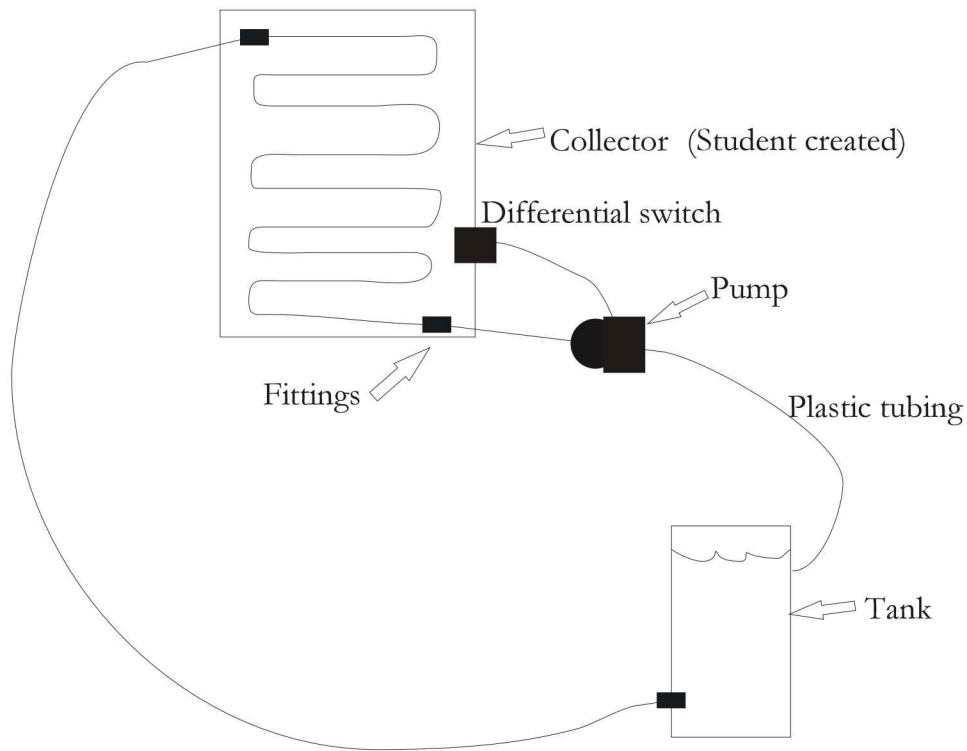 Collector (Student created)
Differential switch
Pump
Fittings
Plastic tubing
Tank